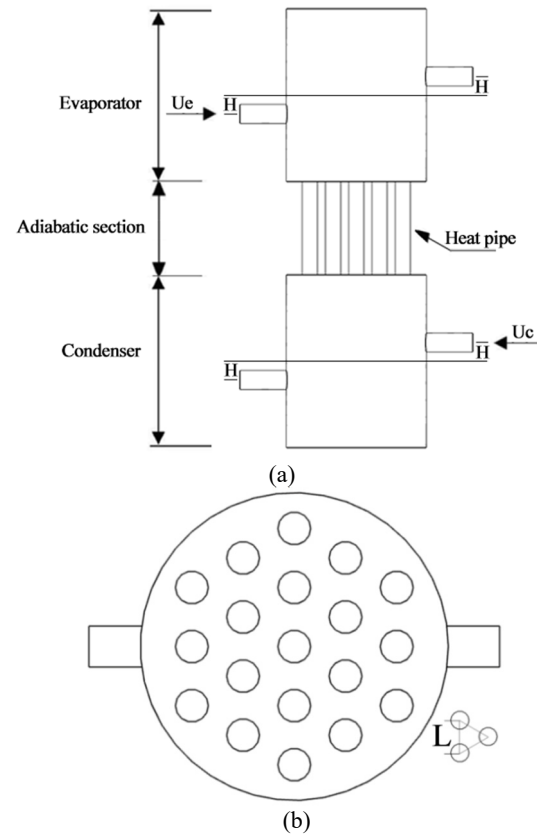 Evaporator
Ue
H
H
Adiabatic section
Heat pipe
Condenser
Uc
H
H
(a)
L
(b)